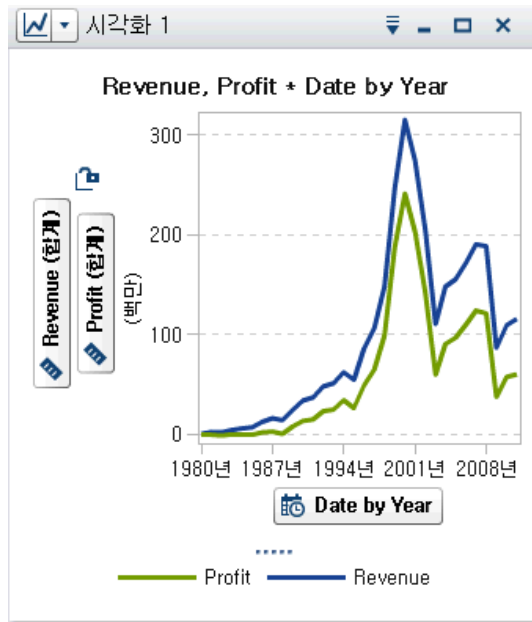 시각화 1
Revenue, Profit * Date by Year
300
200
100
0
(백만)
Revenue (합계)
Profit (합계)
1980년 1987년 1994년 2001년 2008년
Date by Year
Profit Revenue